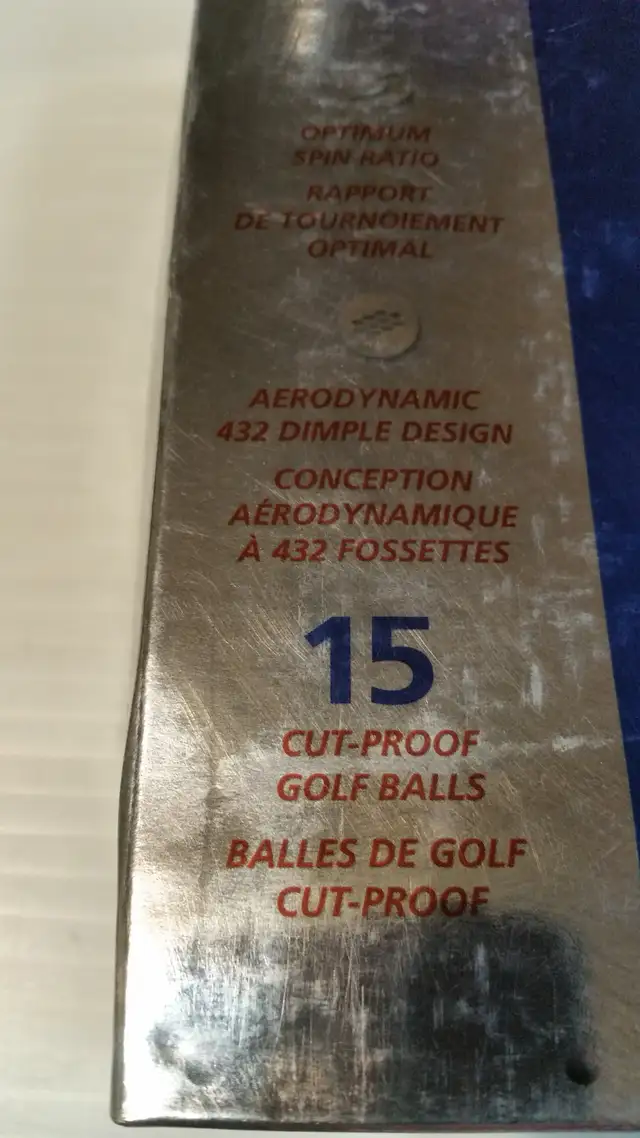 OPTIMUM
SPIN RATIO
RAPPORT
DE TOURNOIEMENT
OPTIMAL
AERODYNAMIC
432 DIMPLE DESIGN
CONCEPTION
AÉRODYNAMIQUE
À 432 FOSSETTES
15
CUT-PROOF
GOLF BALLS
BALLES DE GOLF
CUT-PROOF